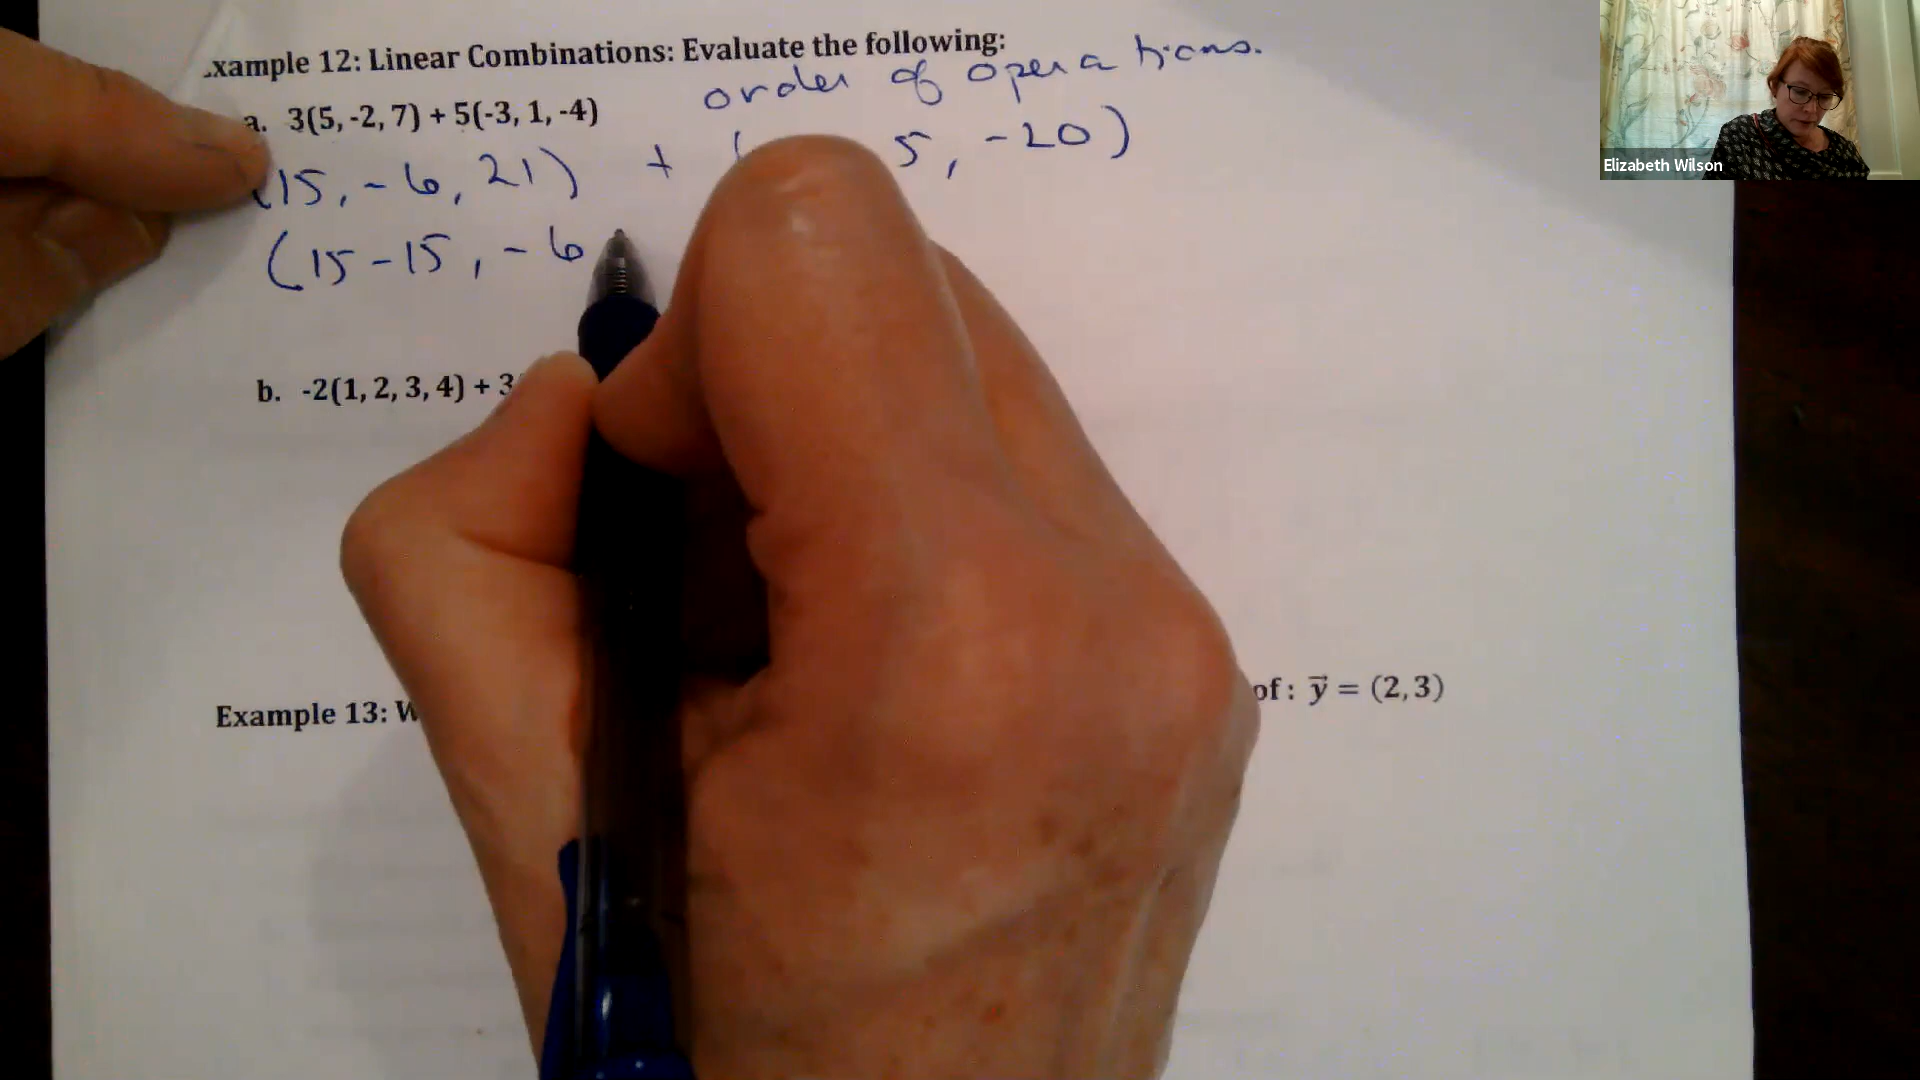 xample 12: Linear Combinations: Evaluate the following:
order of operations.
a. 3(5, -2, 7) + 5(-3, 1, -4)
(15, -6, 21) + ( 5, -20)
(15-15, -6
b. -2(1, 2, 3, 4) + 3
Example 13: W
of : y⃗ = (2,3)
Elizabeth Wilson